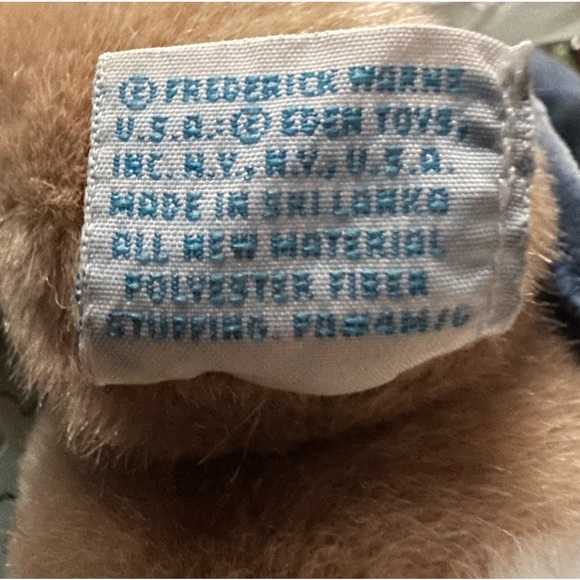 © FREDERICK WARNE
U.S.A.: © EDEN TOYS,
INC. N.Y., N.Y., U.S.A.
MADE IN SRI LANKA
ALL NEW MATERIAL
POLYESTER FIBER
STUFFING.